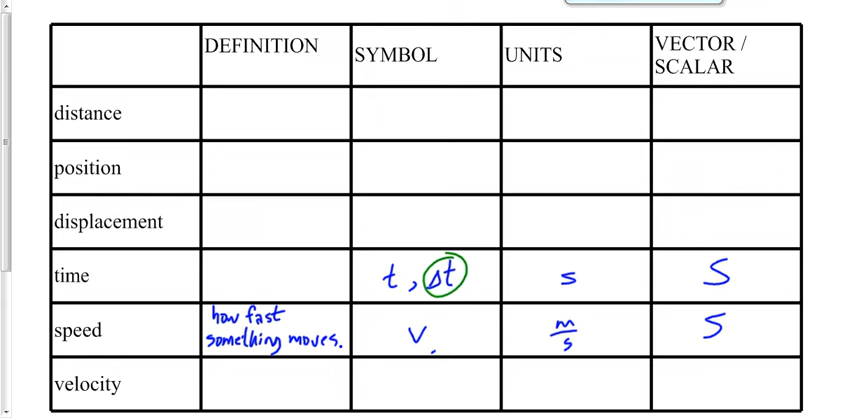 DEFINITION SYMBOL UNITS VECTOR /
SCALAR
distance
position
displacement
time t, Δt s S
speed how fast
something moves. v m/s S
velocity